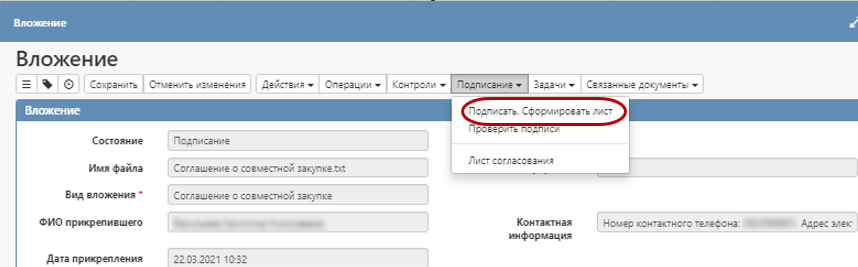 Вложение
Вложение
Сохранить Отменить изменения Действия Операции Контроли Подписание Задачи Связанные документы
Вложение
Подписать. Сформировать лист
Проверить подписи
Лист согласования
Состояние Подписание
Имя файла Соглашение о совместной закупке.txt
Вид вложения * Соглашение о совместной закупке
ФИО прикрепившего
Контактная информация Номер контактного телефона: Адрес элек
Дата прикрепления 22.03.2021 10:32